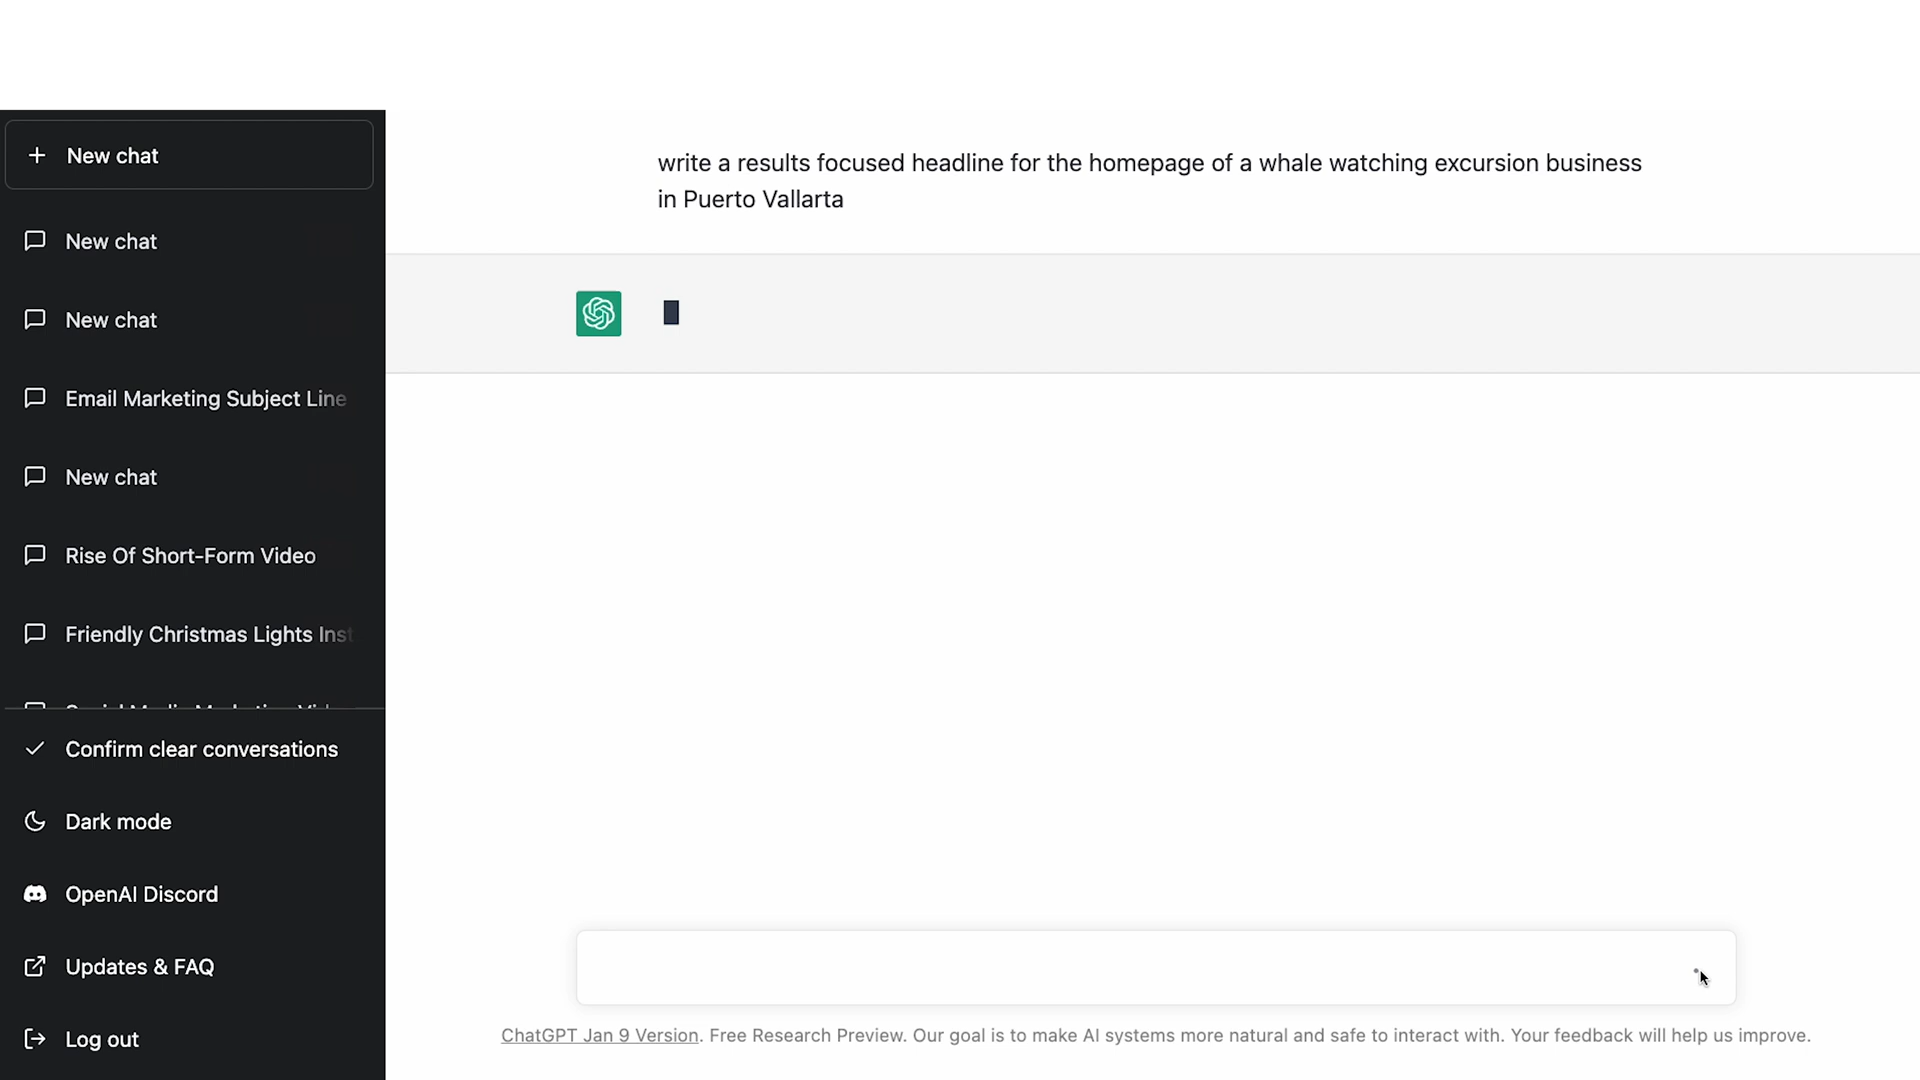 New chat
New chat
New chat
Email Marketing Subject Line
New chat
Rise Of Short-Form Video
Friendly Christmas Lights Inst
Confirm clear conversations
Dark mode
OpenAI Discord
Updates & FAQ
Log out
write a results focused headline for the homepage of a whale watching excursion business
in Puerto Vallarta
ChatGPT Jan 9 Version. Free Research Preview. Our goal is to make AI systems more natural and safe to interact with. Your feedback will help us improve.